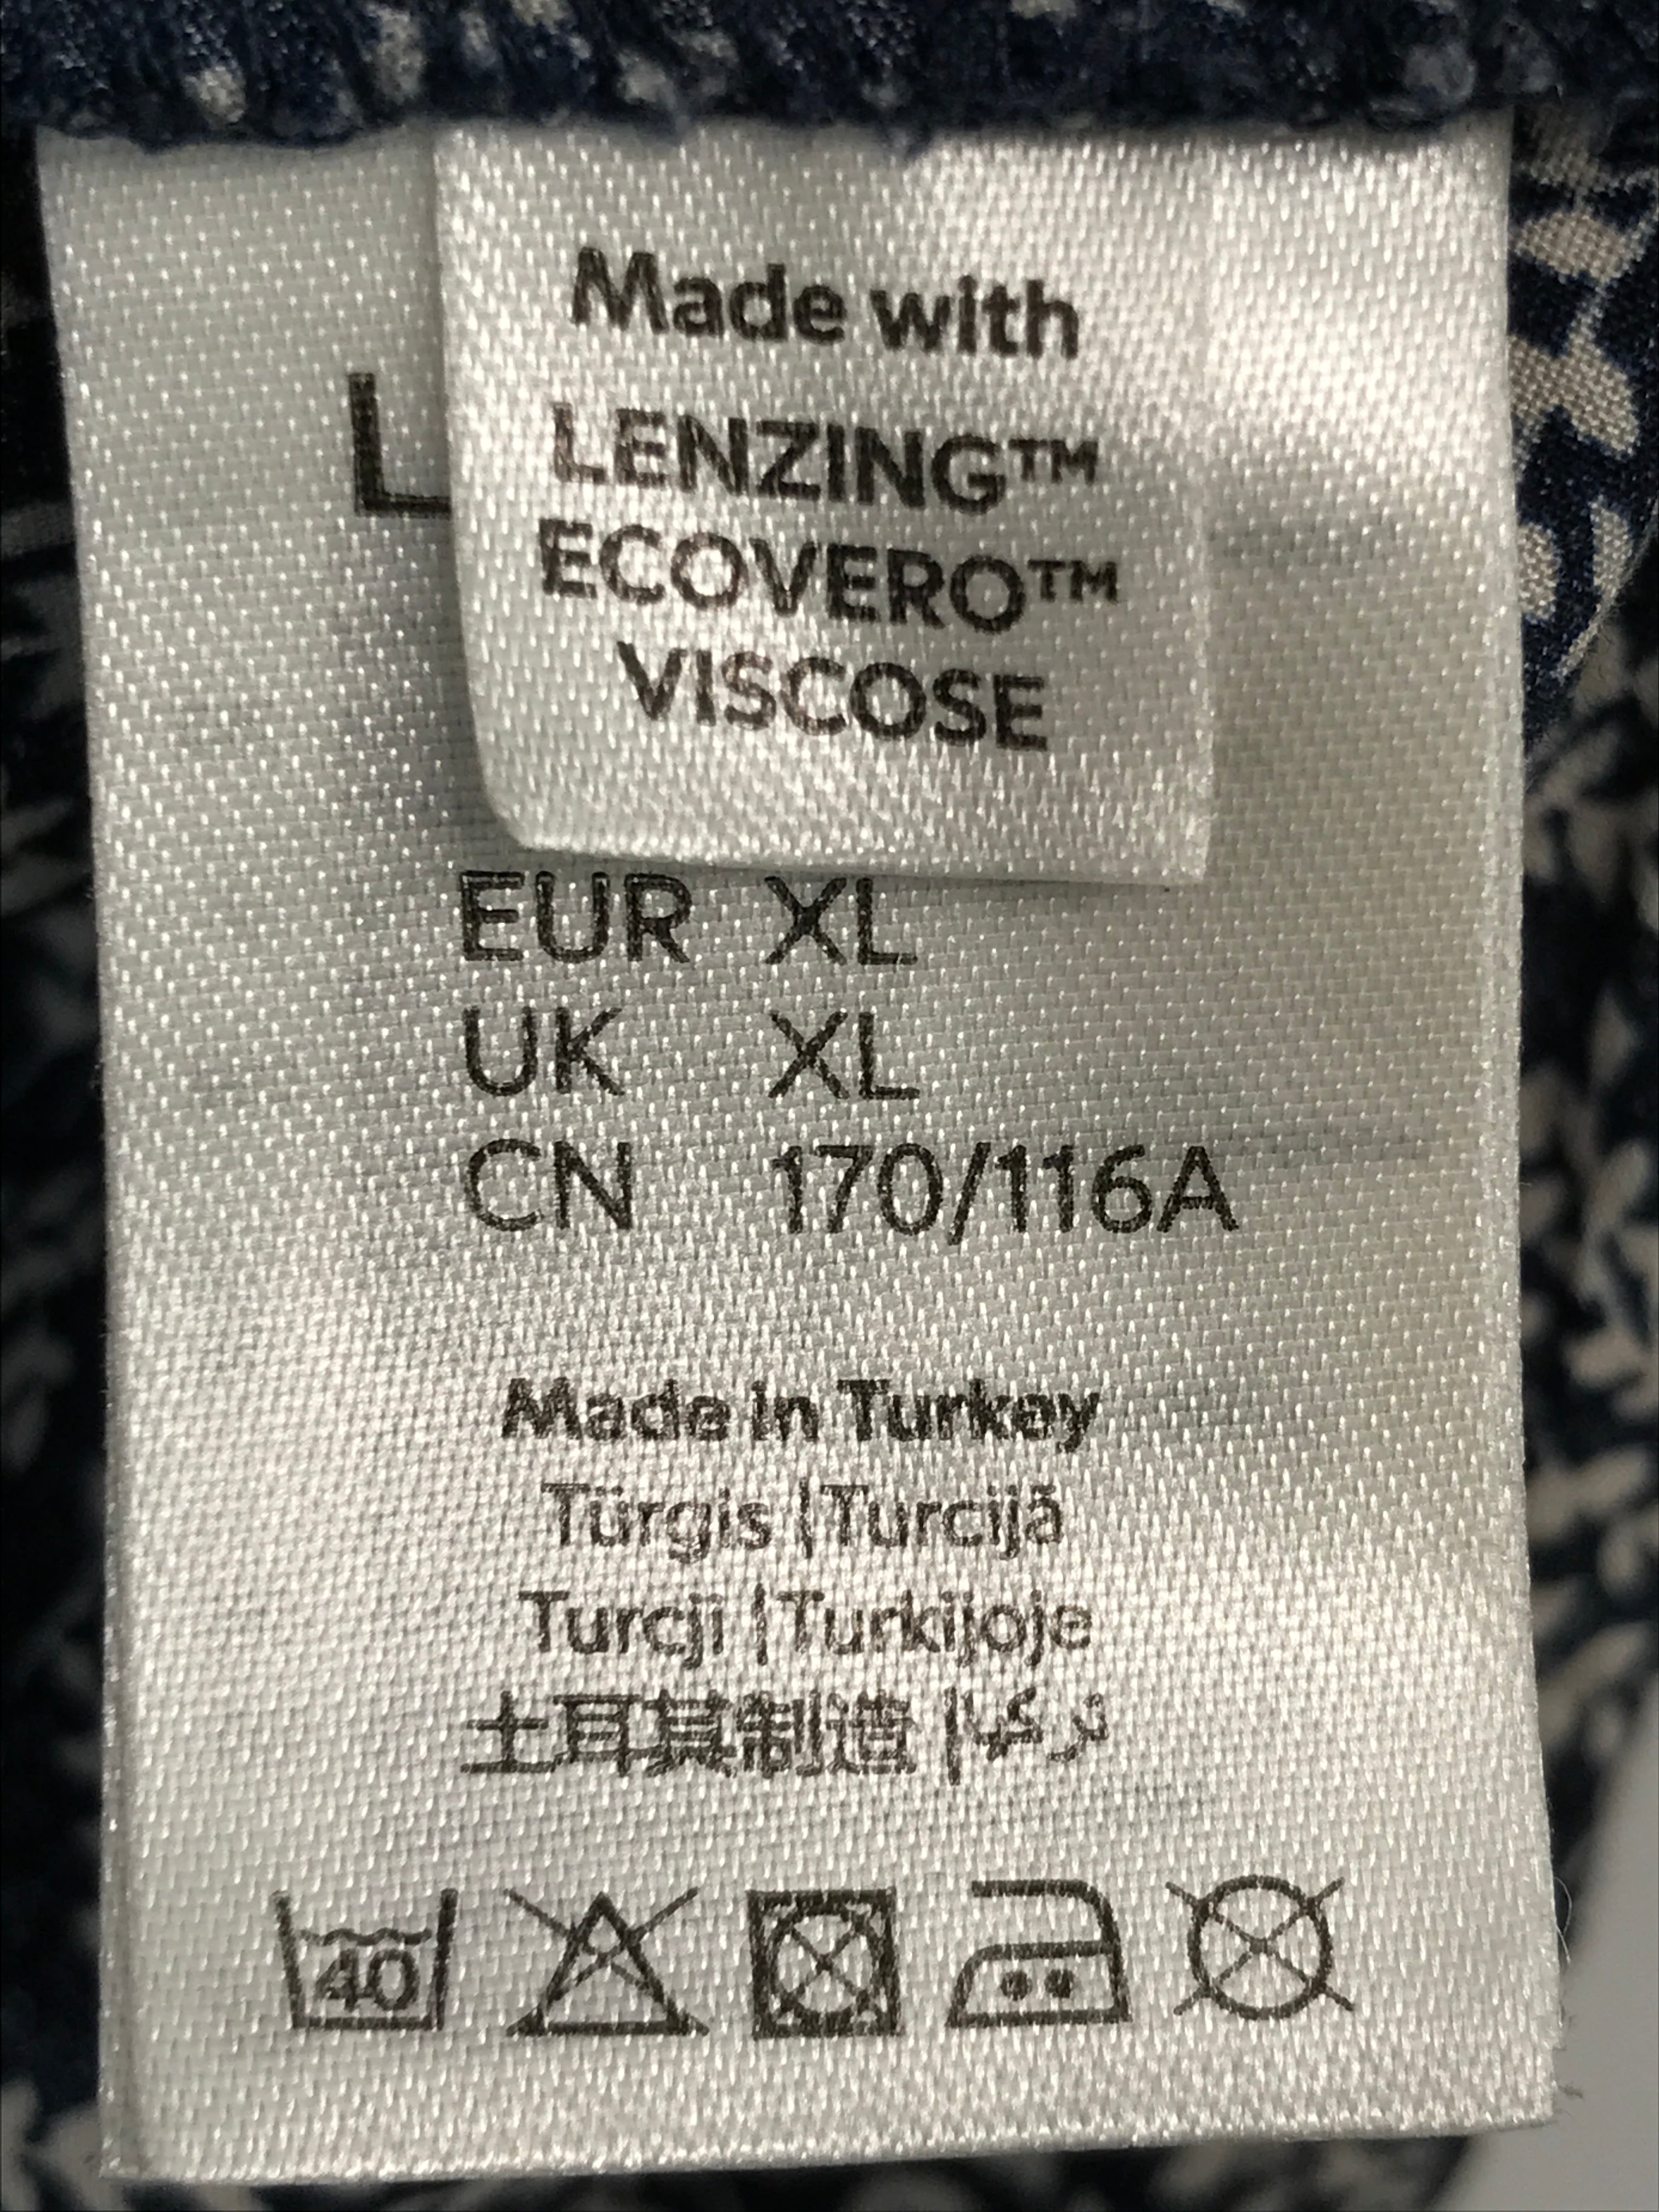 Made with
LENZING™
ECOVERO™
VISCOSE
L
EUR XL
UK XL
CN 170/116A
Made in Turkey
Türgis | Turcijā
Turcji | Turkijoje
土耳其制造 | تركيا
40